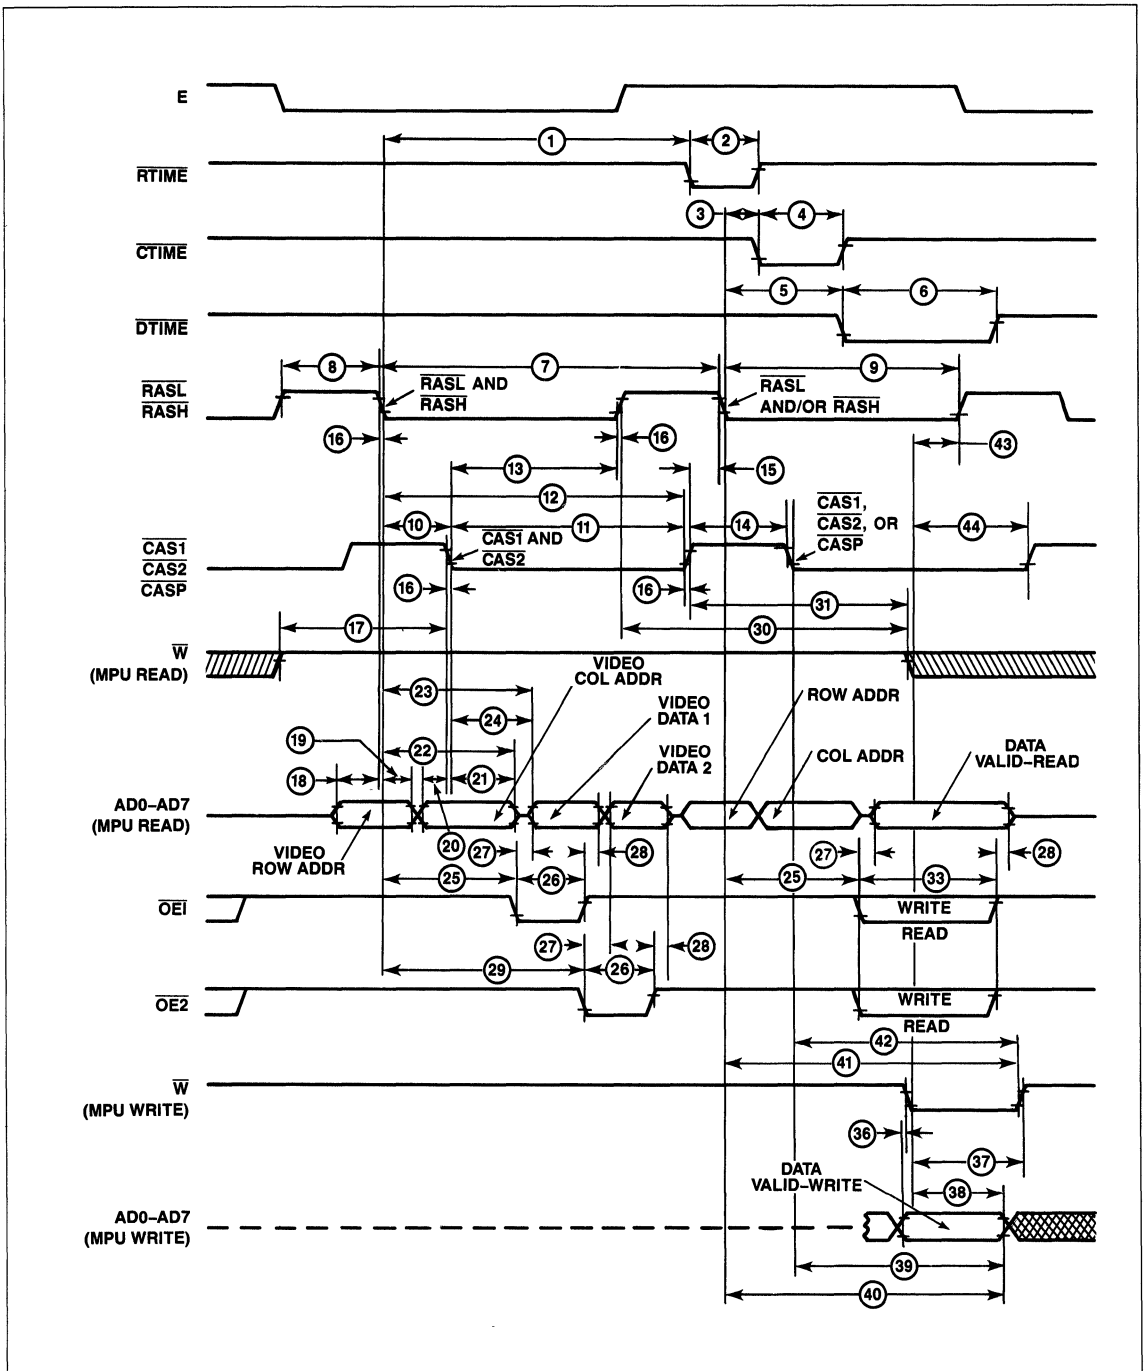 E
1
2
RTIME
3
4
CTIME
5
6
DTIME
8
7
9
RASL
RASH
RASL AND
RASH
RASL
AND/OR RASH
16
16
43
13
15
12
CAS1,
CAS2, OR
CASP
10
11
14
44
CAS1
CAS2
CASP
CAS1 AND
CAS2
16
16
31
17
30
W
(MPU READ)
VIDEO
COL ADDR
23
ROW ADDR
24
VIDEO
DATA 1
19
22
VIDEO
DATA 2
COL ADDR
DATA
VALID–READ
18
21
AD0–AD7
(MPU READ)
20
VIDEO
ROW ADDR
27
28
27
28
25
26
25
33
OE1
WRITE
READ
27
28
29
26
OE2
WRITE
READ
42
41
W
(MPU WRITE)
36
37
DATA
VALID–WRITE
38
AD0–AD7
(MPU WRITE)
39
40